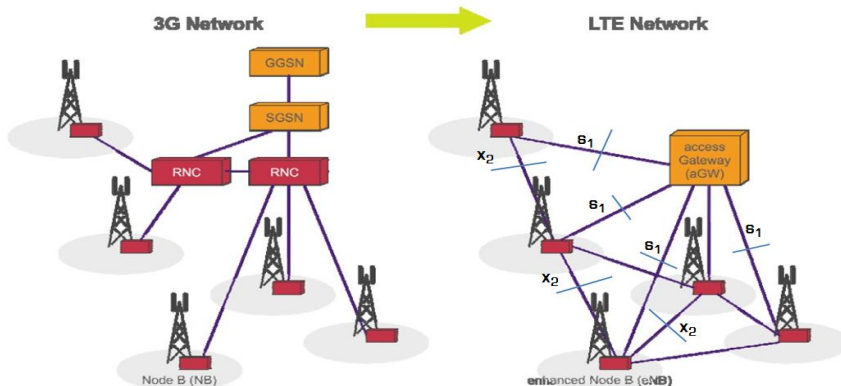 3G Network
LTE Network
GGSN
SGSN
RNC
RNC
Node B (NB)
access
Gateway
(aGW)
s1
x2
s1
s1
s1
x2
x2
enhanced Node B (eNB)